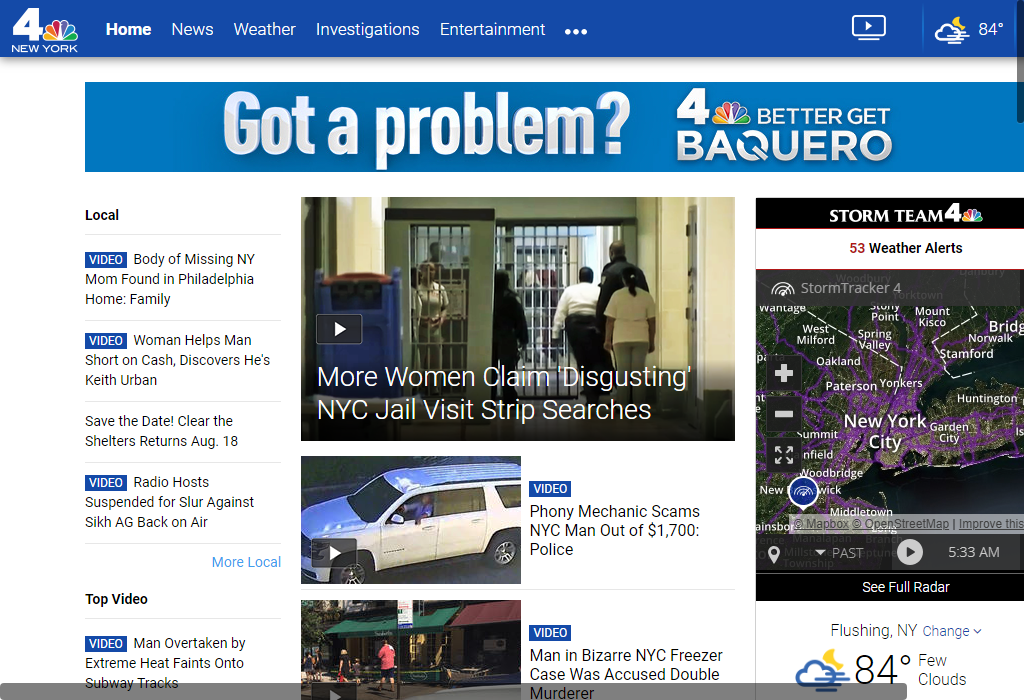 4
NEW YORK
Home
News
Weather
Investigations
Entertainment
84°
Got a problem?
4 BETTER GET
BAQUERO
Local
VIDEO Body of Missing NY
Mom Found in Philadelphia
Home: Family
VIDEO Woman Helps Man
Short on Cash, Discovers He's
Keith Urban
Save the Date! Clear the
Shelters Returns Aug. 18
VIDEO Radio Hosts
Suspended for Slur Against
Sikh AG Back on Air
More Local
Top Video
VIDEO Man Overtaken by
Extreme Heat Faints Onto
Subway Tracks
More Women Claim 'Disgusting'
NYC Jail Visit Strip Searches
VIDEO
Phony Mechanic Scams
NYC Man Out of $1,700:
Police
VIDEO
Man in Bizarre NYC Freezer
Case Was Accused Double
Murderer
STORM TEAM 4
53 Weather Alerts
Woodbury
Danbury
StormTracker 4
Yorktown
Wantage
Stony
Point
Mount
Kisco
West
Milford
Spring
Valley
Bridg
Norwalk
Stamford
Oakland
Paterson
Yonkers
Huntington
New York
City
Garden
City
Summit
nfield
Woodbridge
New
wick
Middletown
ainsbo
© Mapbox © OpenStreetMap | Improve this
Manalapan
Millst
Neptune
Township
PAST
5:33 AM
See Full Radar
Flushing, NY Change
84°
Few
Clouds